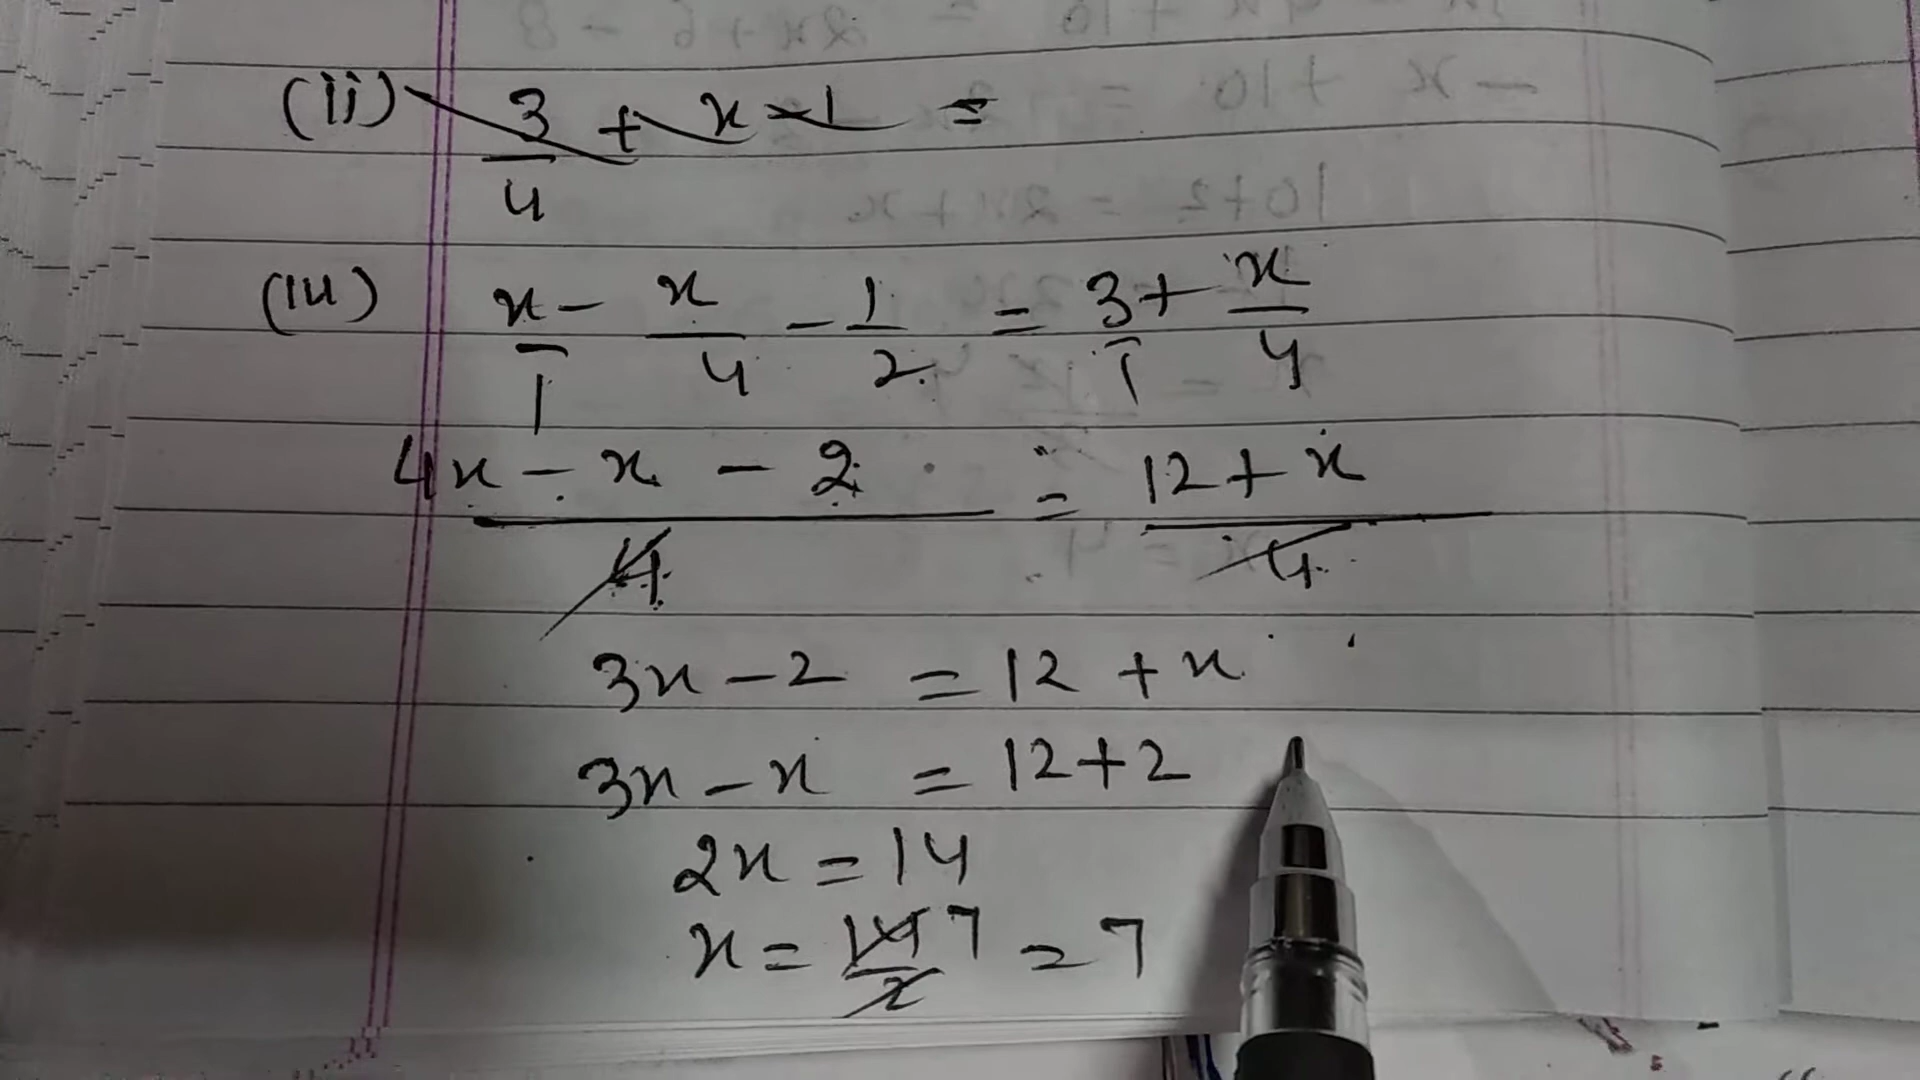 (ii) 3/4 + x - 1 =
(iii) x/1 - x/4 - 1/2 = 3/1 + x/4
4x - x - 2 / 4 = 12 + x / 4
3x - 2 = 12 + x
3x - x = 12 + 2
2x = 14
x = 14/2 7 = 7